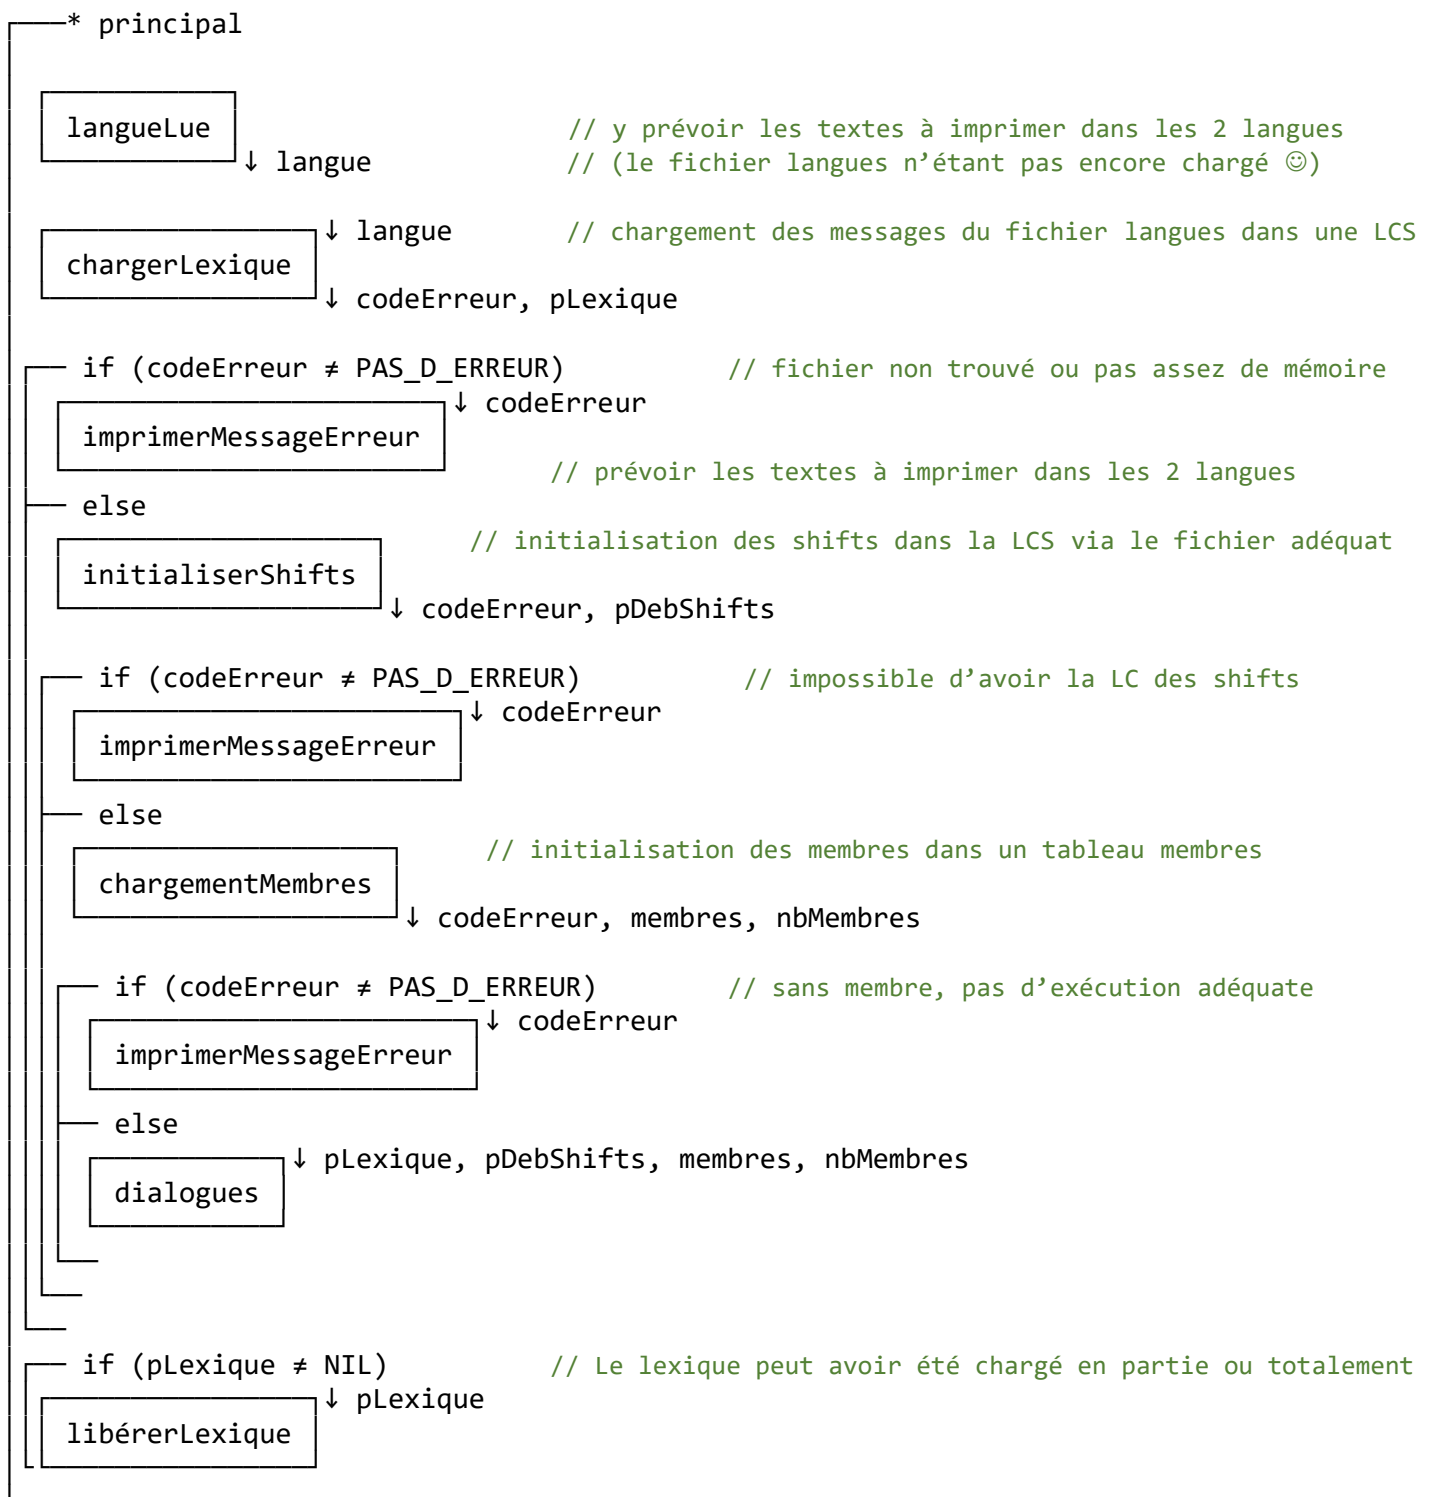 * principal
langueLue // y prévoir les textes à imprimer dans les 2 langues
↓ langue // (le fichier langues n’étant pas encore chargé ☺)
↓ langue // chargement des messages du fichier langues dans une LCS
chargerLexique
↓ codeErreur, pLexique
if (codeErreur ≠ PAS_D_ERREUR) // fichier non trouvé ou pas assez de mémoire
↓ codeErreur
imprimerMessageErreur
// prévoir les textes à imprimer dans les 2 langues
else
// initialisation des shifts dans la LCS via le fichier adéquat
initialiserShifts
↓ codeErreur, pDebShifts
if (codeErreur ≠ PAS_D_ERREUR) // impossible d’avoir la LC des shifts
↓ codeErreur
imprimerMessageErreur
else
// initialisation des membres dans un tableau membres
chargementMembres
↓ codeErreur, membres, nbMembres
if (codeErreur ≠ PAS_D_ERREUR) // sans membre, pas d’exécution adéquate
↓ codeErreur
imprimerMessageErreur
else
↓ pLexique, pDebShifts, membres, nbMembres
dialogues
if (pLexique ≠ NIL) // Le lexique peut avoir été chargé en partie ou totalement
↓ pLexique
libérerLexique